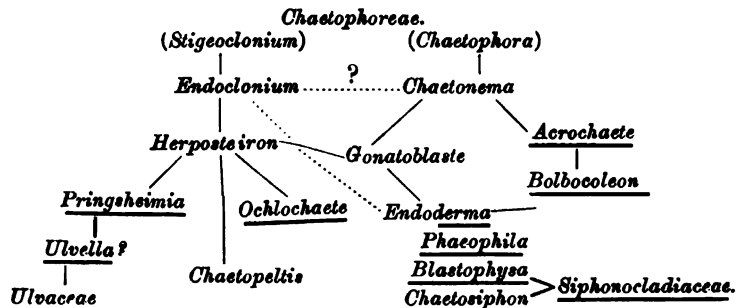 Chaetophoreae.
(Stigeoclonium) (Chaetophora)
?
Endoclonium Chaetonema
Acrochaete
Herposteiron Gonatoblaste
Bolbocoleon
Pringsheimia Ochlochaete Endoderma
Ulvella? Phaeophila
Chaetopeltis Blastophysa Siphonocladiaceae.
Ulvaceae Chaetosiphon